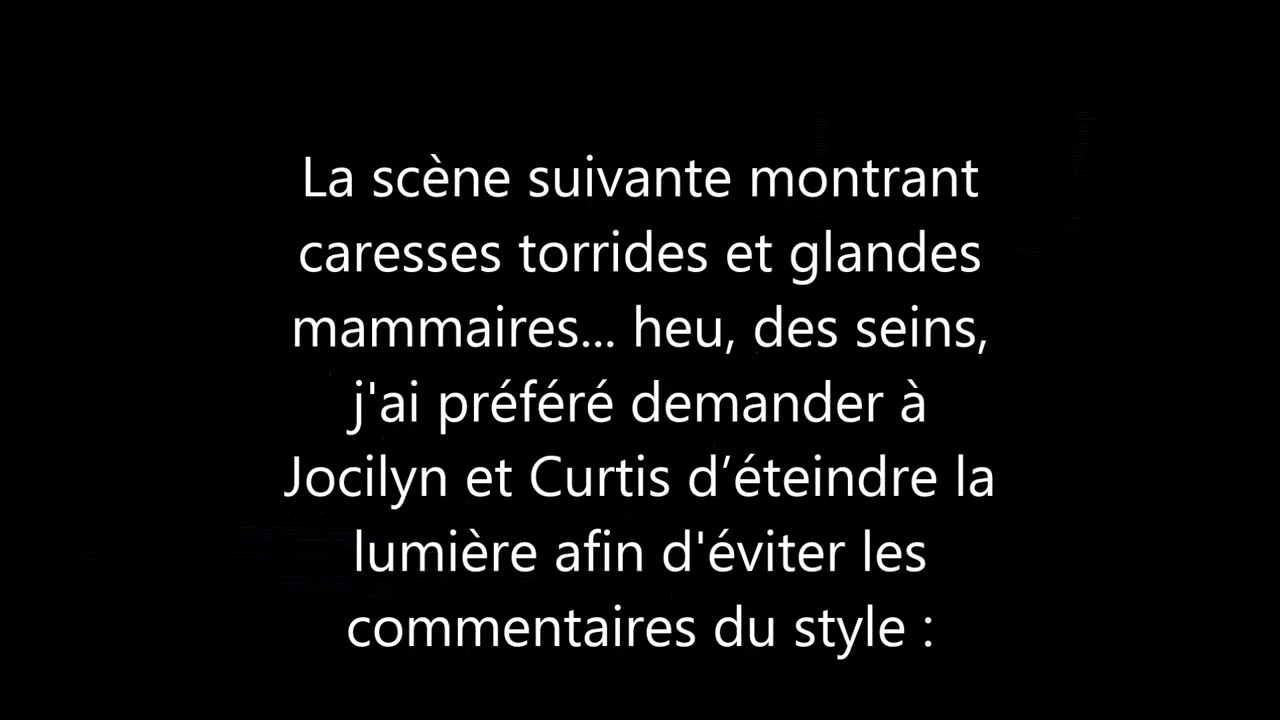 La scène suivante montrant
caresses torrides et glandes
mammaires... heu, des seins,
j'ai préféré demander à
Jocilyn et Curtis d’éteindre la
lumière afin d'éviter les
commentaires du style :